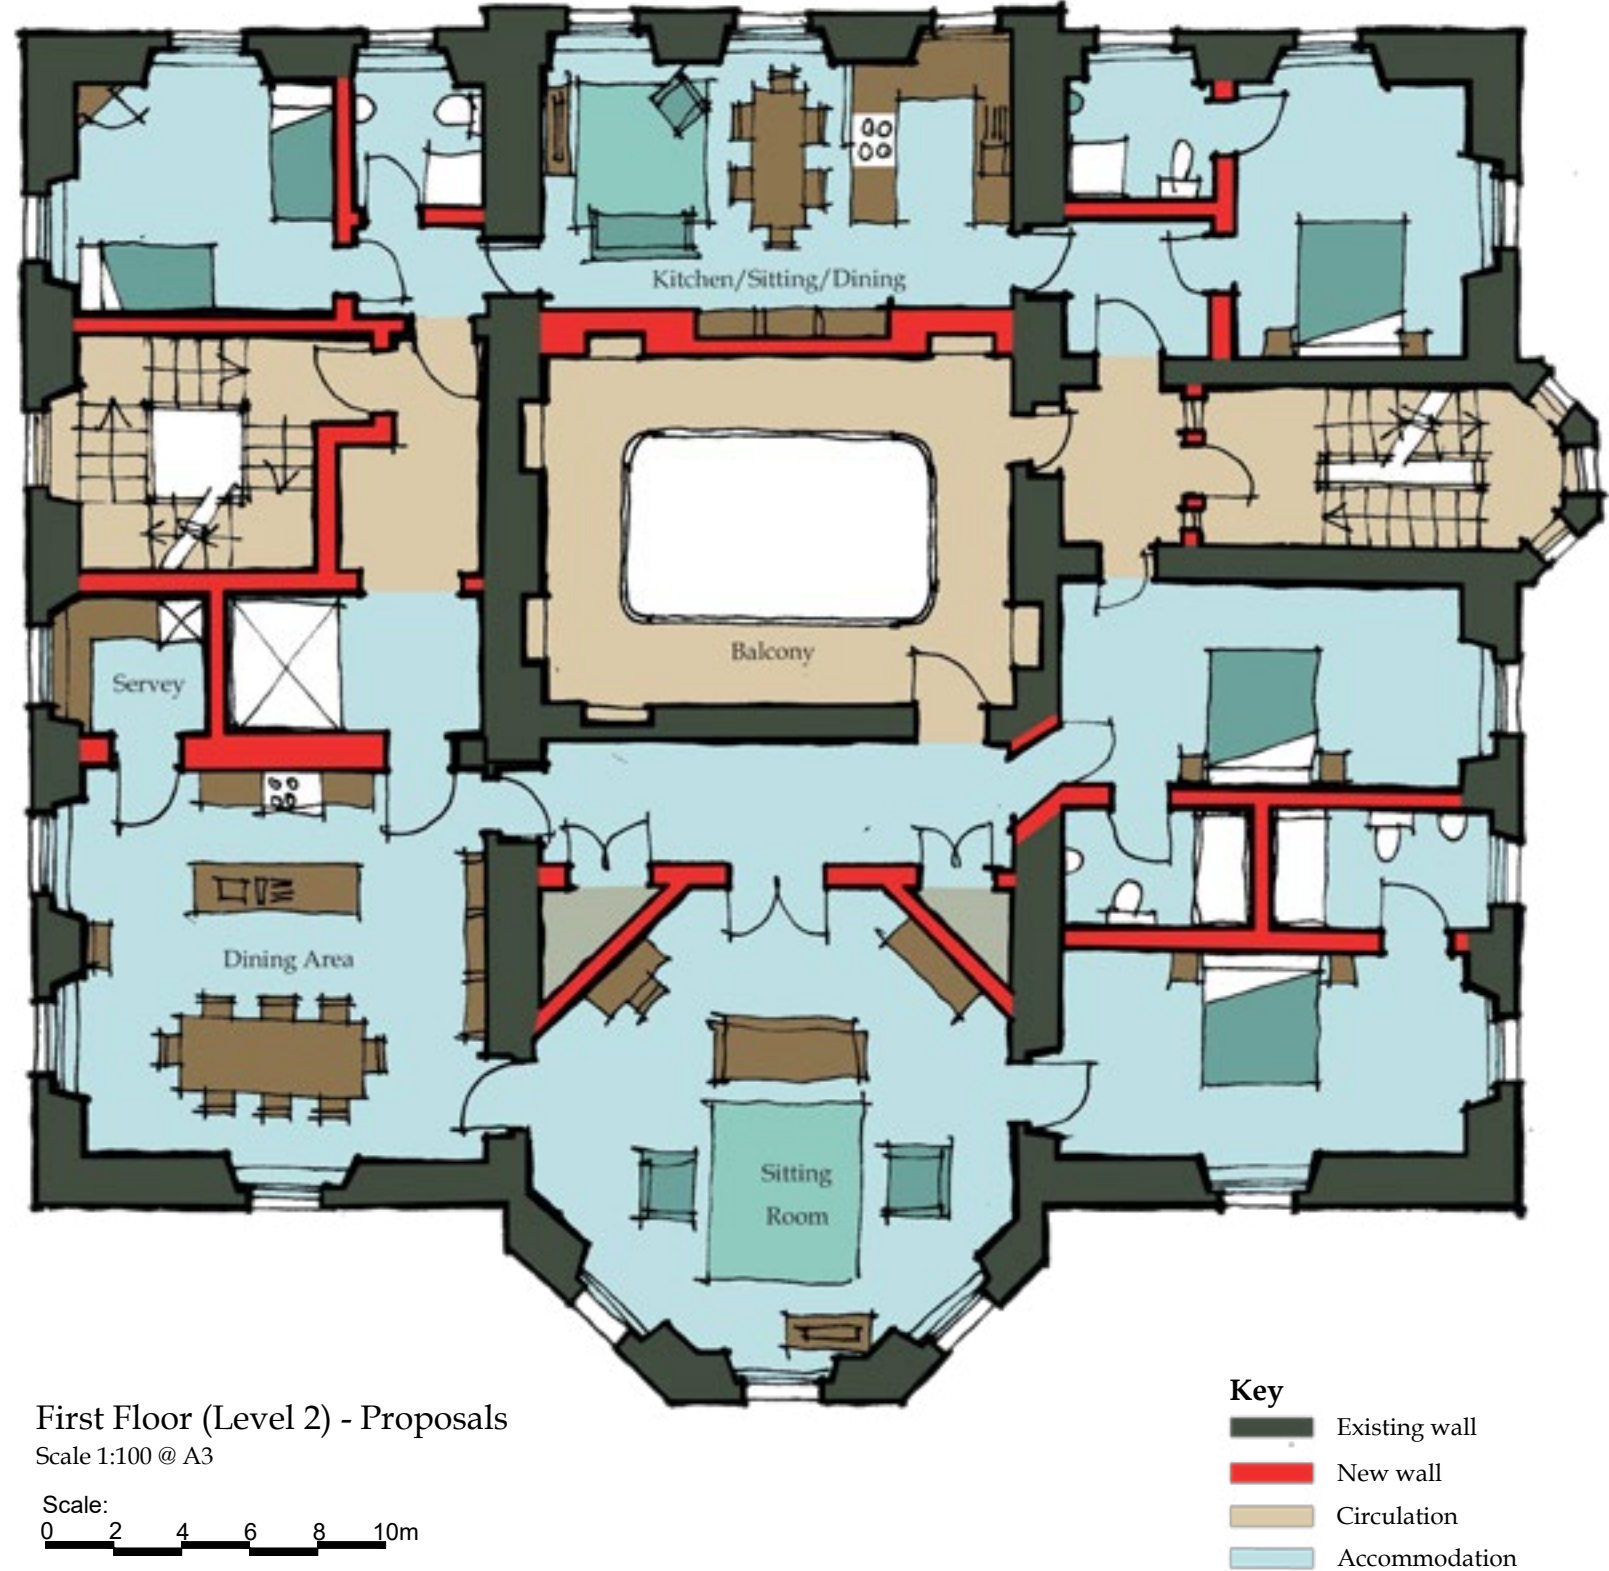 Kitchen/Sitting/Dining
Balcony
Servey
Dining Area
Sitting
Room
First Floor (Level 2) - Proposals
Scale 1:100 @ A3
Scale:
0 2 4 6 8 10m
Key
Existing wall
New wall
Circulation
Accommodation